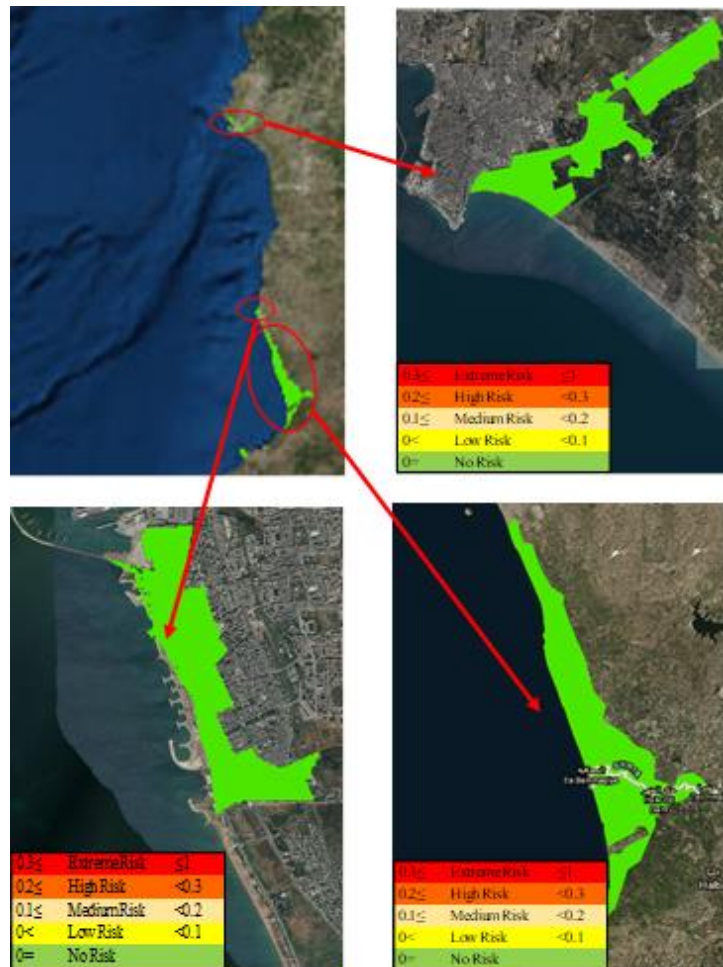 0.3≤ Extreme Risk ≤1
0.2≤ High Risk <0.3
0.1≤ Medium Risk <0.2
0< Low Risk <0.1
0= No Risk
0.3≤ Extreme Risk ≤1
0.2≤ High Risk <0.3
0.1≤ Medium Risk <0.2
0< Low Risk <0.1
0= No Risk
0.3≤ Extreme Risk ≤1
0.2≤ High Risk <0.3
0.1≤ Medium Risk <0.2
0< Low Risk <0.1
0= No Risk